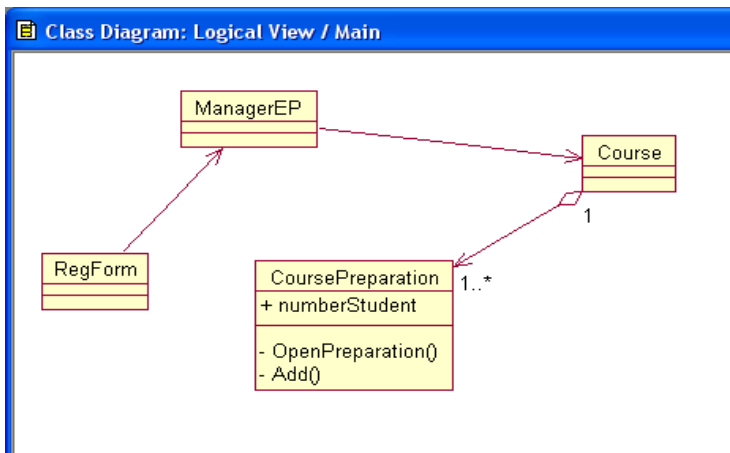 Class Diagram: Logical View / Main
ManagerEP
Course
1
RegForm
CoursePreparation
1..*
+ numberStudent
- OpenPreparation()
- Add()